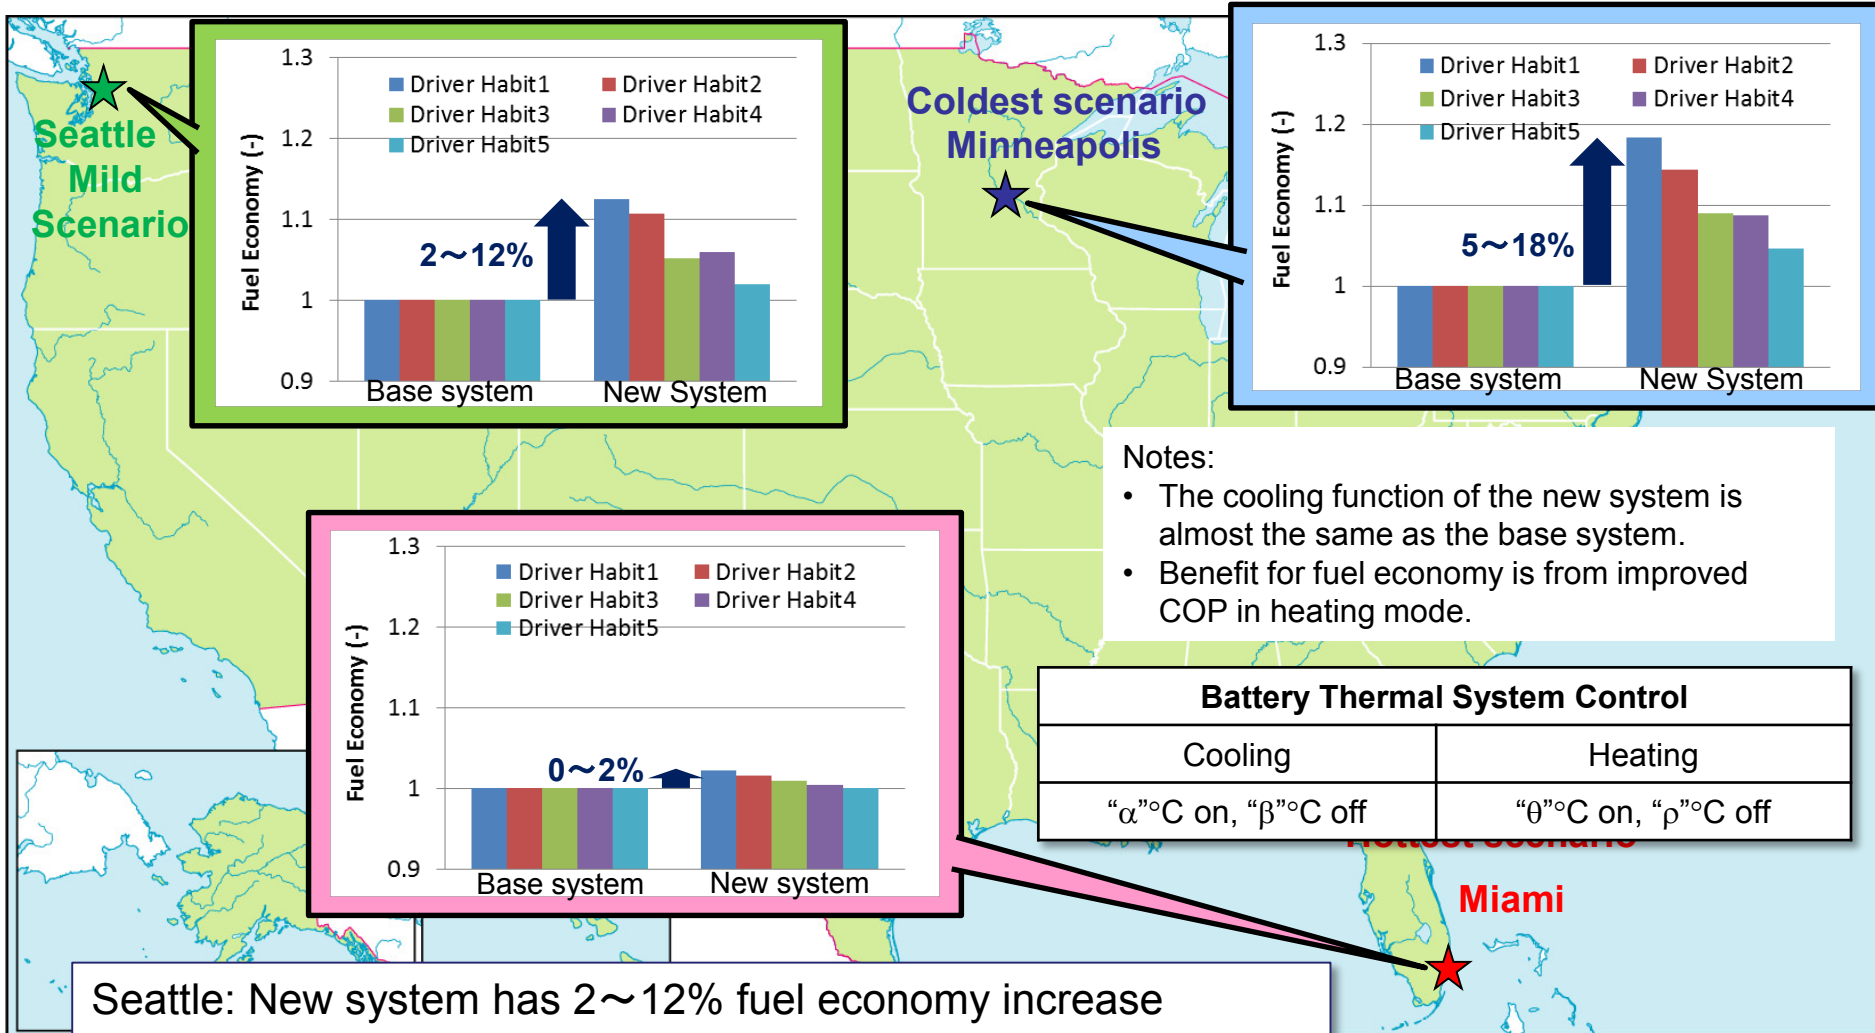 Seattle
Mild
Scenario
1.3
1.2
1.1
1
0.9
Fuel Economy (-)
Driver Habit1
Driver Habit2
Driver Habit3
Driver Habit4
Driver Habit5
2~12%
Base system
New System
Coldest scenario
Minneapolis
1.3
1.2
1.1
1
0.9
Fuel Economy (-)
Driver Habit1
Driver Habit2
Driver Habit3
Driver Habit4
Driver Habit5
5~18%
Base system
New System
Notes:
• The cooling function of the new system is
almost the same as the base system.
• Benefit for fuel economy is from improved
COP in heating mode.
1.3
1.2
1.1
1
0.9
Fuel Economy (-)
Driver Habit1
Driver Habit2
Driver Habit3
Driver Habit4
Driver Habit5
0~2%
Base system
New system
Battery Thermal System Control
Cooling
Heating
“α”°C on, “β”°C off
“θ”°C on, “ρ”°C off
Hottest scenario
Miami
Seattle: New system has 2~12% fuel economy increase